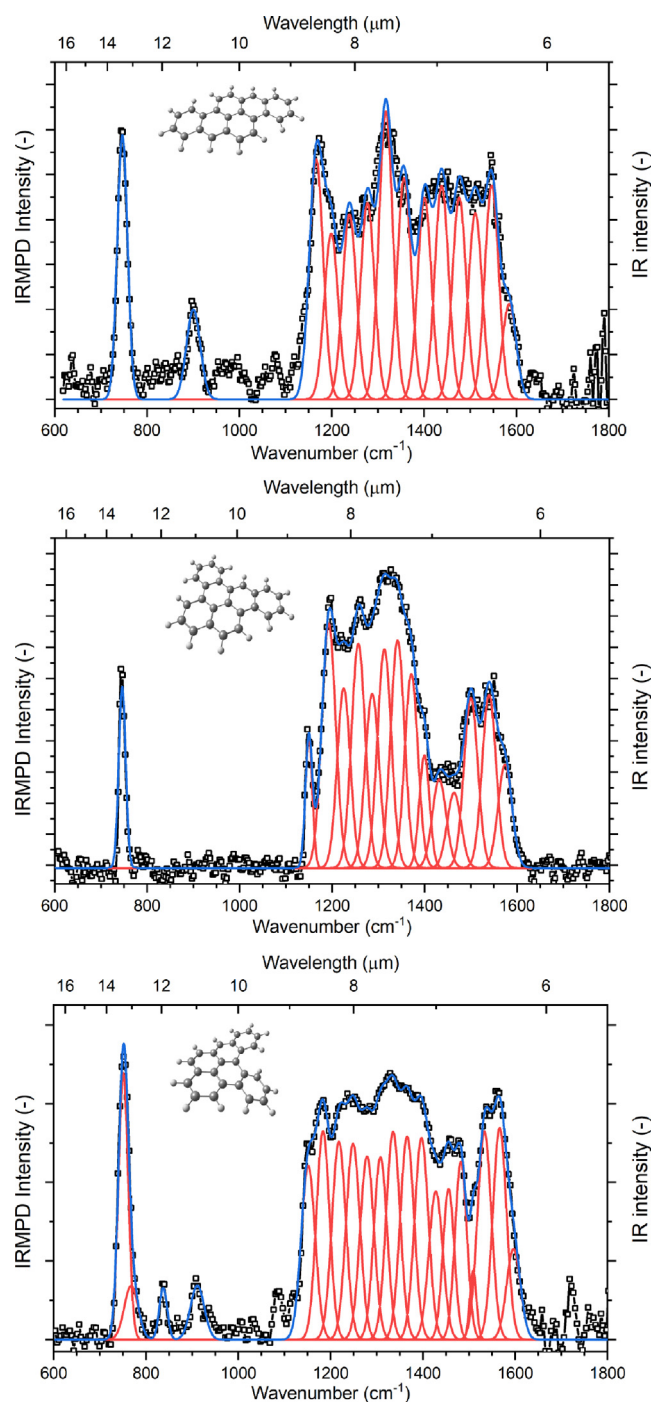 Wavelength (μm)
16 14 12 10 8 6
IRMPD Intensity (-)
IR intensity (-)
600 800 1000 1200 1400 1600 1800
Wavenumber (cm⁻¹)
Wavelength (μm)
16 14 12 10 8 6
IRMPD Intensity (-)
IR intensity (-)
600 800 1000 1200 1400 1600 1800
Wavenumber (cm⁻¹)
Wavelength (μm)
16 14 12 10 8 6
IRMPD Intensity (-)
IR intensity (-)
600 800 1000 1200 1400 1600 1800
Wavenumber (cm⁻¹)